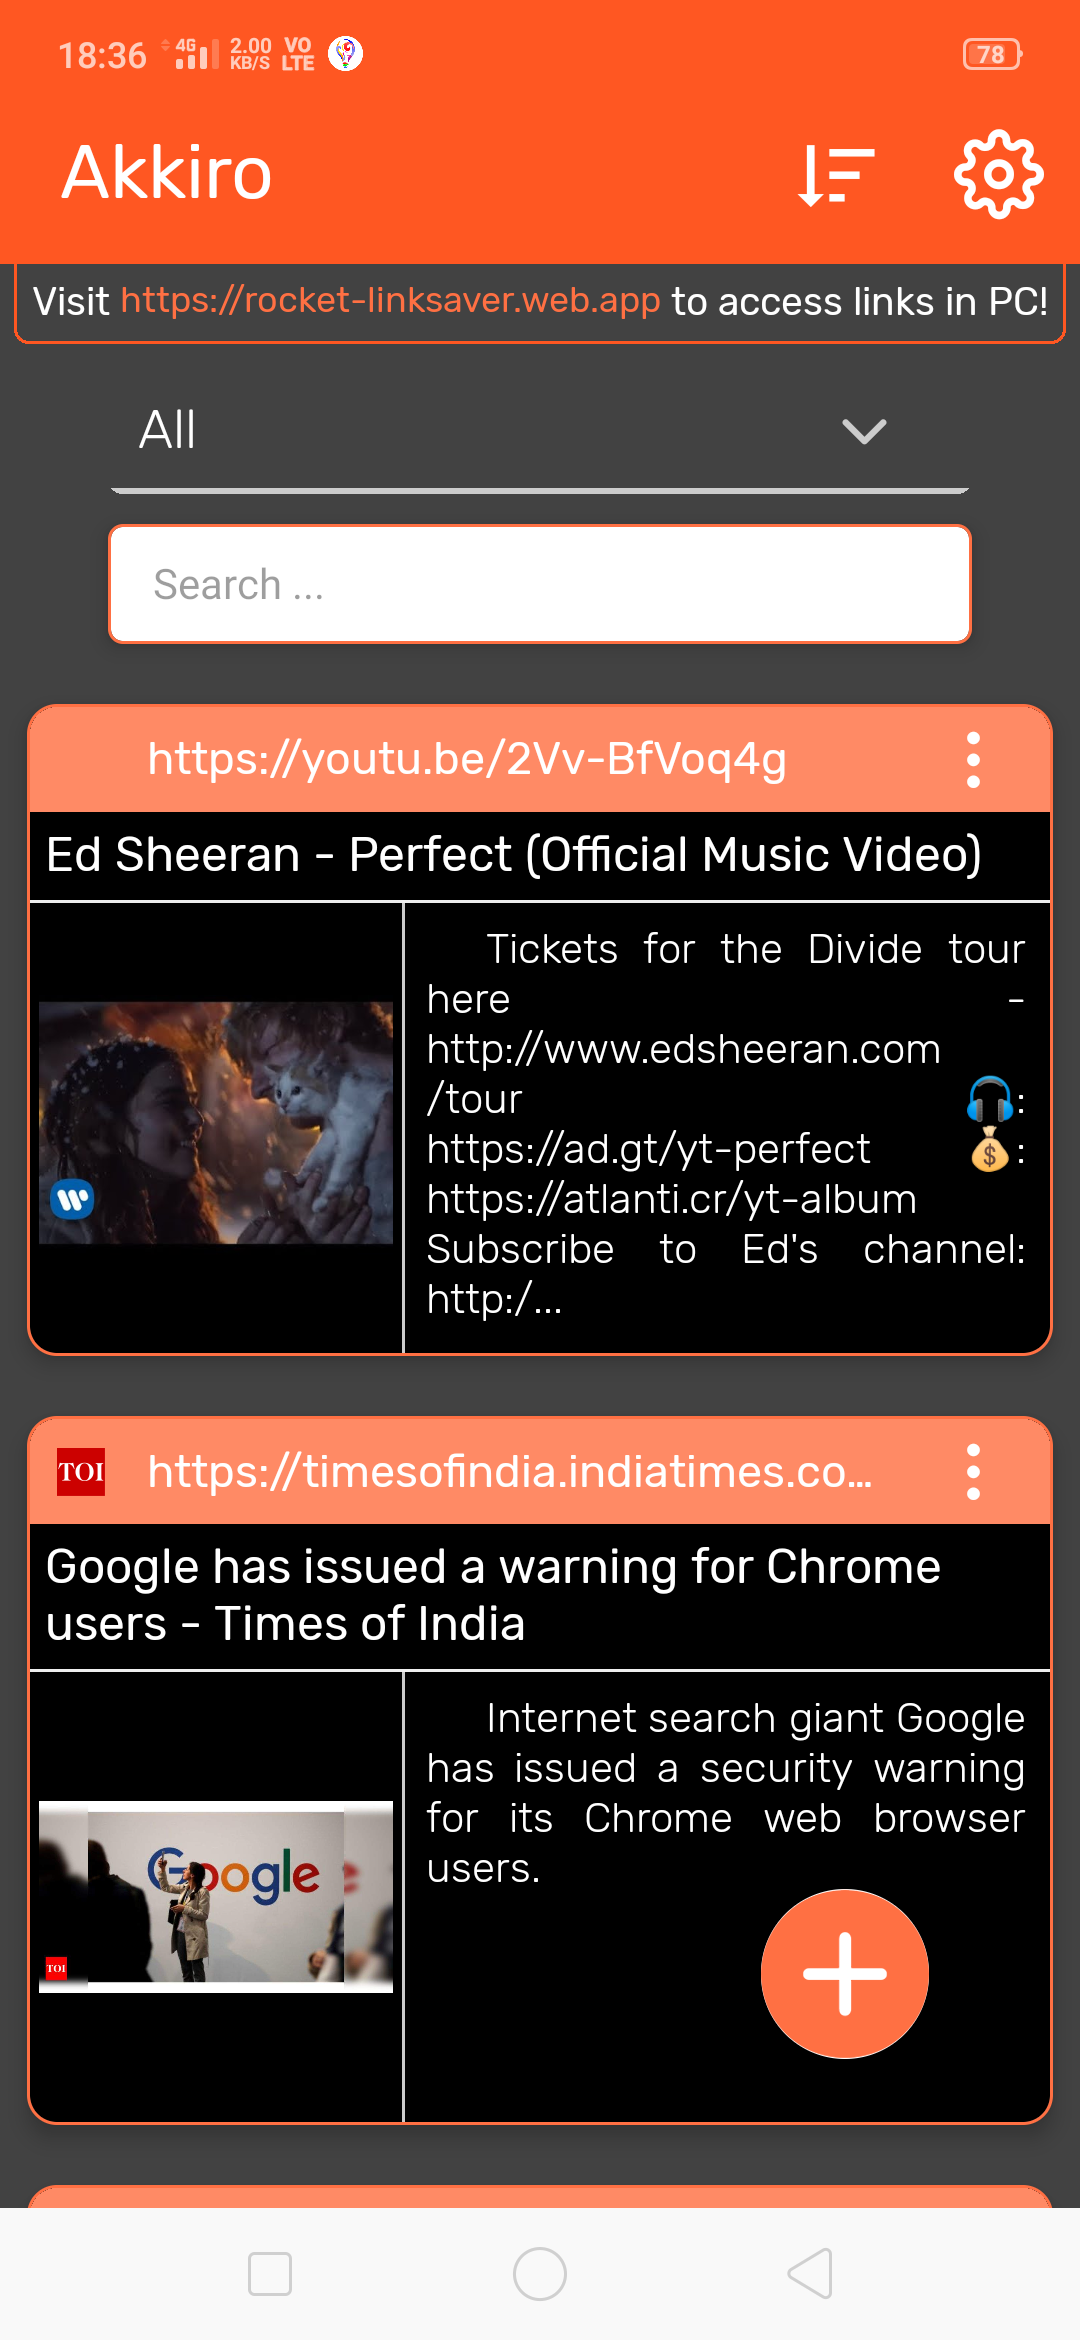 18:36 4G 2.00 KB/S VO LTE 78
Akkiro
Visit https://rocket-linksaver.web.app to access links in PC!
All
Search ...
https://youtu.be/2Vv-BfVoq4g
Ed Sheeran - Perfect (Official Music Video)
Tickets for the Divide tour
here -
http://www.edsheeran.com
/tour 🎧:
https://ad.gt/yt-perfect 💰:
https://atlanti.cr/yt-album
Subscribe to Ed's channel:
http:/...
TOI https://timesofindia.indiatimes.co...
Google has issued a warning for Chrome
users - Times of India
Internet search giant Google
has issued a security warning
for its Chrome web browser
users.
Google
TOI